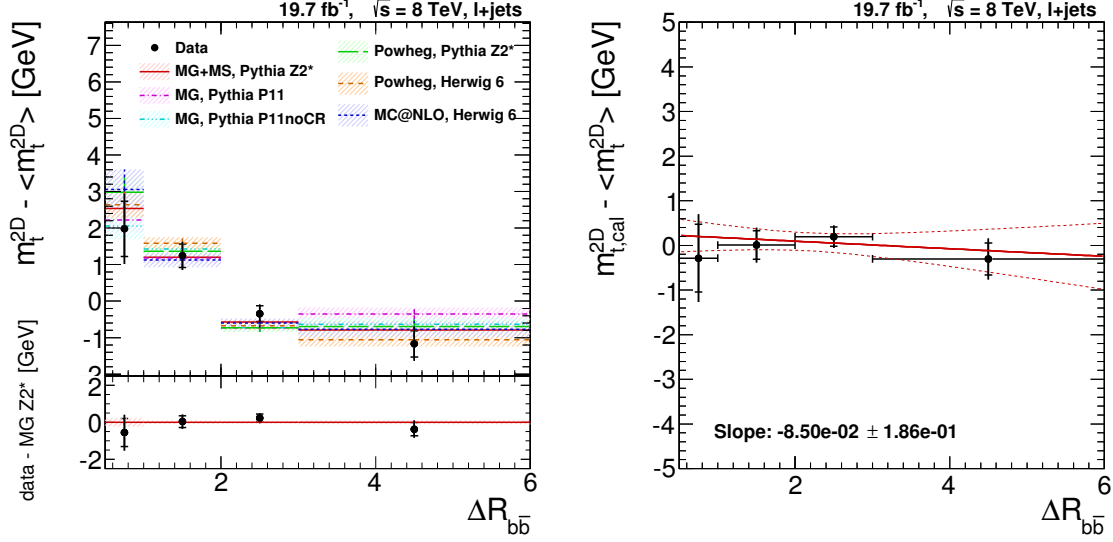 19.7 fb⁻¹, √s = 8 TeV, l+jets
m_t^2D - <m_t^2D> [GeV]
7
6
5
4
3
2
1
0
-1
2
Data
MG+MS, Pythia Z2*
MG, Pythia P11
MG, Pythia P11noCR
Powheg, Pythia Z2*
Powheg, Herwig 6
MC@NLO, Herwig 6
data - MG Z2* [GeV]
2
0
-2
2
4
6
ΔR_bb̅
19.7 fb⁻¹, √s = 8 TeV, l+jets
m_t,cal^2D - <m_t^2D> [GeV]
5
4
3
2
1
0
-1
-2
-3
-4
-5
Slope: -8.50e-02 ± 1.86e-01
2
4
6
ΔR_bb̅